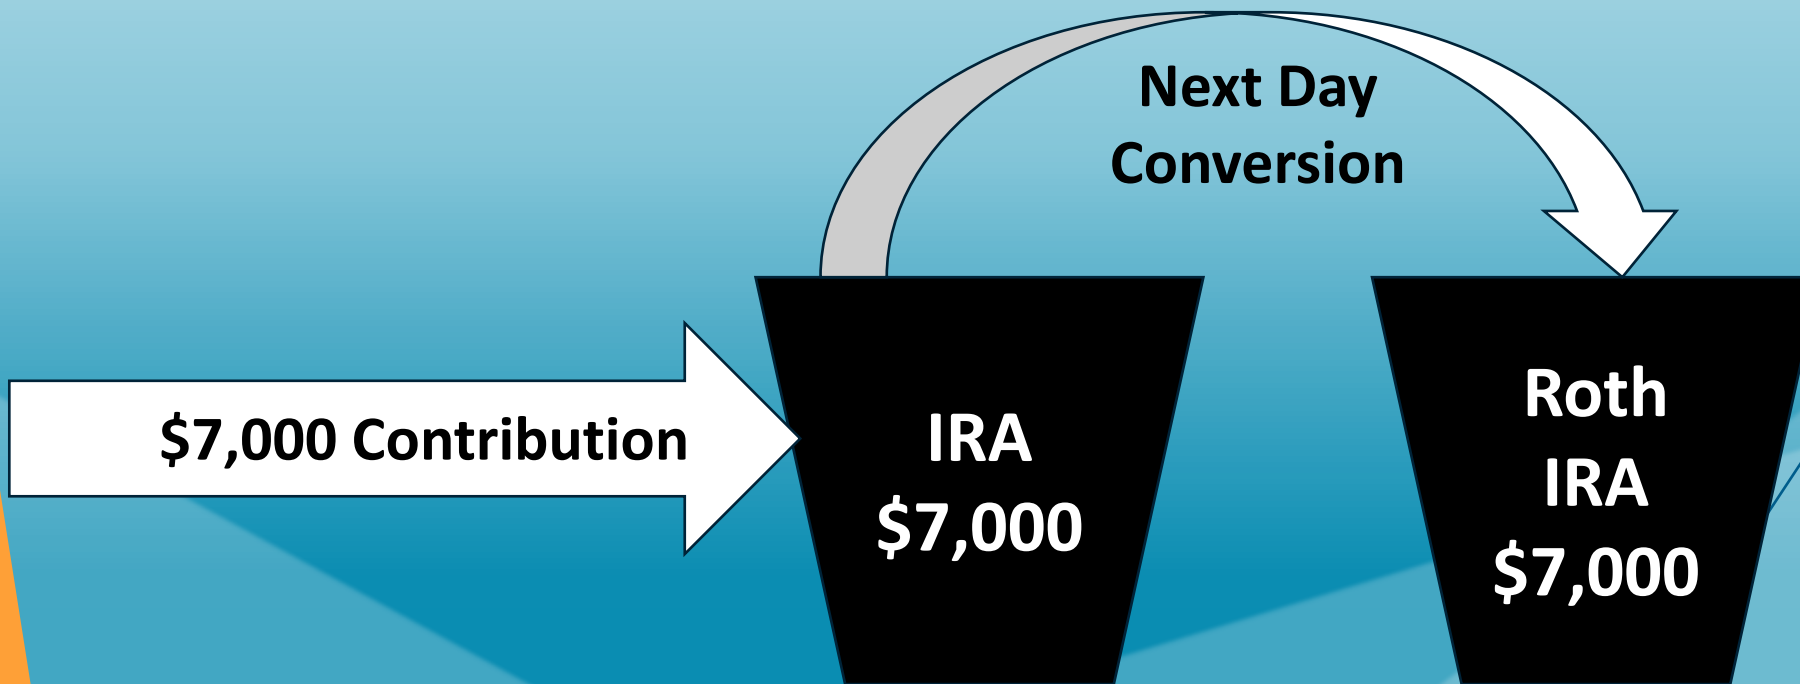 Next Day
Conversion
$7,000 Contribution
IRA
$7,000
Roth
IRA
$7,000